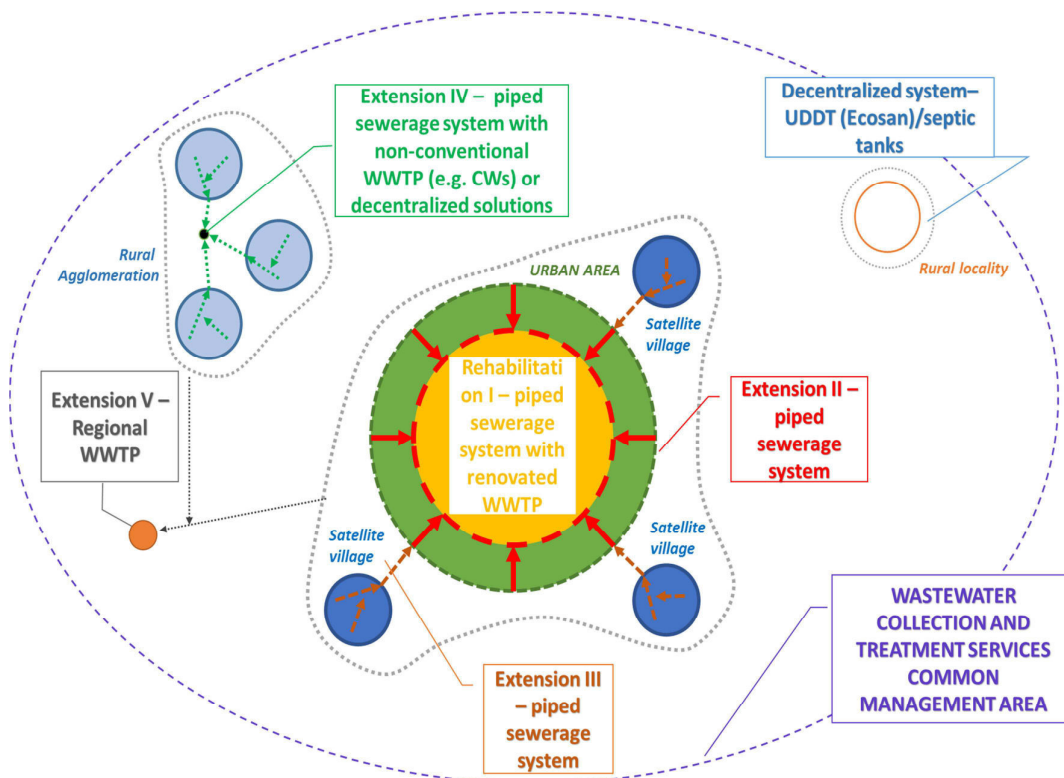 Extension IV – piped
sewerage system with
non-conventional
WWTP (e.g. CWs) or
decentralized solutions
Decentralized system–
UDDT (Ecosan)/septic
tanks
Rural
Agglomeration
URBAN AREA
Rural locality
Satellite
village
Extension V –
Regional
WWTP
Rehabilitati
on I – piped
sewerage
system with
renovated
WWTP
Extension II –
piped
sewerage
system
Satellite
village
Satellite
village
Extension III
– piped
sewerage
system
WASTEWATER
COLLECTION AND
TREATMENT SERVICES
COMMON
MANAGEMENT AREA